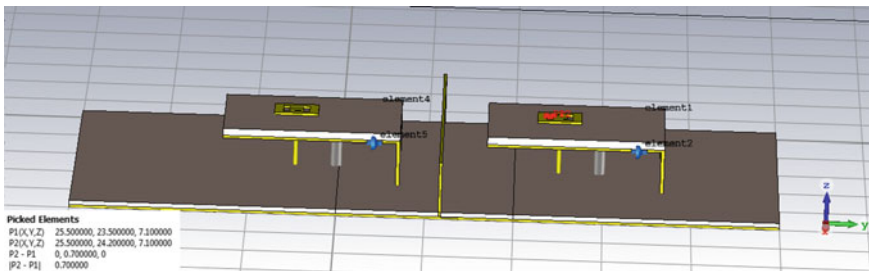 element4
element1
element5
element2
z
y
x
Picked Elements
P1(X,Y,Z) 25.500000, 23.500000, 7.100000
P2(X,Y,Z) 25.500000, 24.200000, 7.100000
P2 - P1 0, 0.700000, 0
|P2 - P1| 0.700000